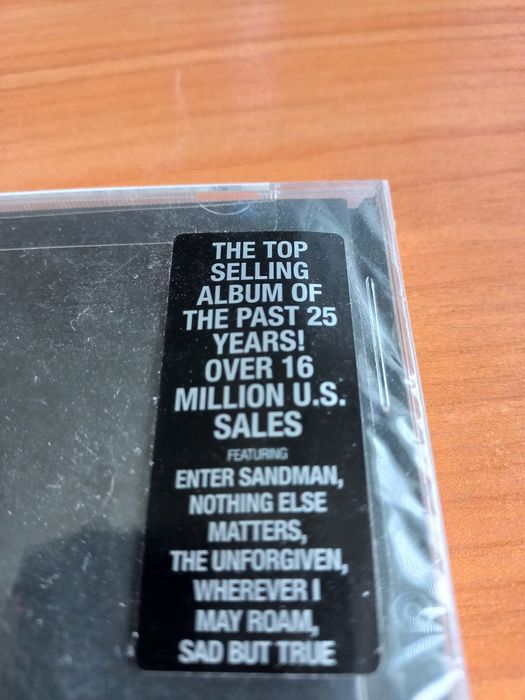 THE TOP
SELLING
ALBUM OF
THE PAST 25
YEARS!
OVER 16
MILLION U.S.
SALES
FEATURING
ENTER SANDMAN,
NOTHING ELSE
MATTERS,
THE UNFORGIVEN,
WHEREVER I
MAY ROAM,
SAD BUT TRUE